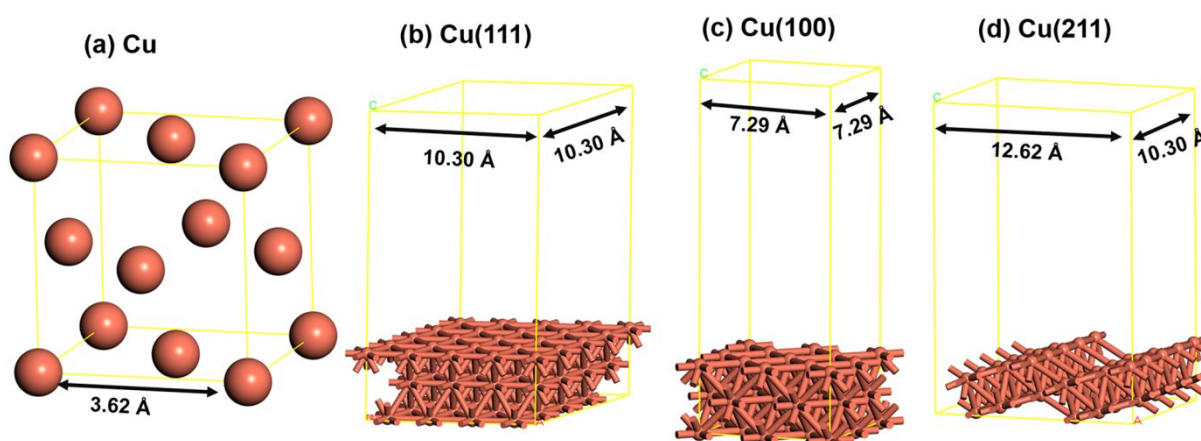 (a) Cu
(b) Cu(111)
(c) Cu(100)
(d) Cu(211)
C
C
C
10.30 Å
10.30 Å
7.29 Å
7.29 Å
12.62 Å
10.30 Å
3.62 Å
A
A